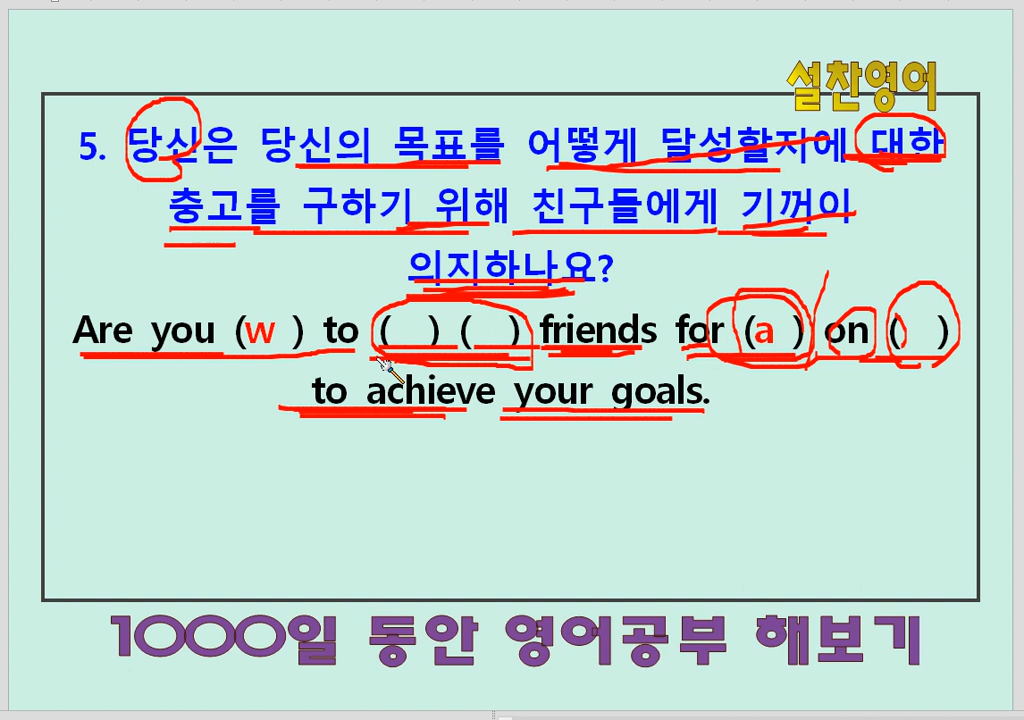 설찬영어
5. 당신은 당신의 목표를 어떻게 달성할지에 대한
충고를 구하기 위해 친구들에게 기꺼이
의지하나요?
Are you (w ) to ( ) ( ) friends for (a ) on ( )
to achieve your goals.
1000일 동안 영어공부 해보기